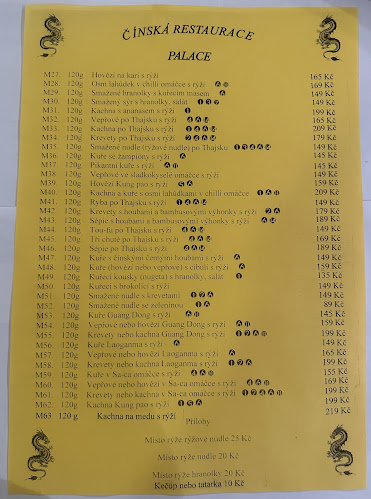 ČÍNSKÁ RESTAURACE
PALACE
M27. 120g Hovězí na kari s rýží 165 Kč
M28. 120g Osm lahůdek v chilli omáčce s rýží 169 Kč
M29. 120g Smažené hranolky s kuřecím masem 149 Kč
M30. 120g Smažený sýr s hranolky, salát 149 Kč
M31. 120g Kachna s ananásem s rýží 199 Kč
M32. 120g Vepřové po Thajsku s rýží 165 Kč
M33. 120g Kachna po Thajsku s rýží 209 Kč
M34. 120g Krevety po Thajsku s rýží 179 Kč
M35. 120g Smažené nudle (rýžové nudle) po Thajsku 149 Kč
M36 120g Kuře se žampiony s rýží 145 Kč
M37. 120g Pikantní kuře s rýží 145 Kč
M38 120g Vepřové ve sladkokyselé omáčce s rýží 149 Kč
M39. 120g Hovězí Kung pao s rýží 159 Kč
M40. 120g Kachna a kuře s osmi lahůdkami v chilli omáčce 209 Kč
M41. 120g Ryba po Thajsku s rýží 149 Kč
M42 120g Krevety s houbami a bambusovými výhonky s rýží 179 Kč
M43. 120g Sépie s houbami a bambusovými výhonky s rýží 189 Kč
M44. 120g Tou-fu po Thajsku s rýží 149 Kč
M45. 120g Tři chutě po Thajsku s rýží 169 Kč
M46. 120g Sépie po Thajsku s rýží 189 Kč
M47. 120g Kuře s čínskými černými houbami s rýží 149 Kč
M48. 120g Kuře (hovězí nebo vepřové) s cibulí s rýží 159 Kč
M49. 120g Kuřecí kousky (nugeta) s hranolky, salát 135 Kč
M50 120g Kuřecí s brokolicí s rýží 149 Kč
M51. 120g Smažené nudle s krevetami 149 Kč
M52. 120g Smažené nudle se zeleninou 89 Kč
M53. 120g Kuře Guang Dong s rýží 145 Kč
M54. 120g Vepřové nebo hovězí Guang Dong s rýží 159 Kč
M55. 120g Krevety nebo kachna Guang Dong s rýží 199 Kč
M56. 120g Kuře Laoganma s rýží 149 Kč
M57. 120g Vepřové nebo hovězí Laoganma s rýží 165 Kč
M58. 120g Krevety nebo kachna Laoganma s rýží 199 Kč
M59. 120g Kuře v Sa-ca omáčce s rýží 155 Kč
M60. 120g Vepřové nebo hovězí v Sa-ca omáčce s rýží 169 Kč
M61. 120g Krevety nebo kachna v Sa-ca omáčce s rýží 199 Kč
M62. 120g Kachna Kung pao s rýží 199 Kč
M63 120 g Kachna na medu s rýží 219 Kč
Přílohy
Místo rýže rýžové nudle 25 Kč
Místo rýže nudle 20 Kč
Místo rýže hranolky 20 Kč
Kečup nebo tatarka 10 Kč